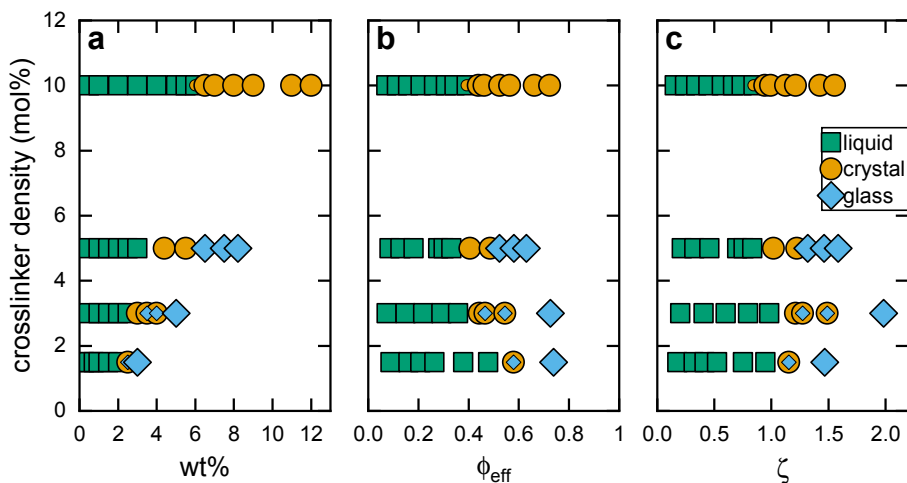 a
b
c
12
10
8
6
4
2
0
crosslinker density (mol%)
liquid
crystal
glass
0 2 4 6 8 10 12
0.0 0.2 0.4 0.6 0.8 1
0.0 0.5 1.0 1.5 2.0
wt%
ϕeff
ζ